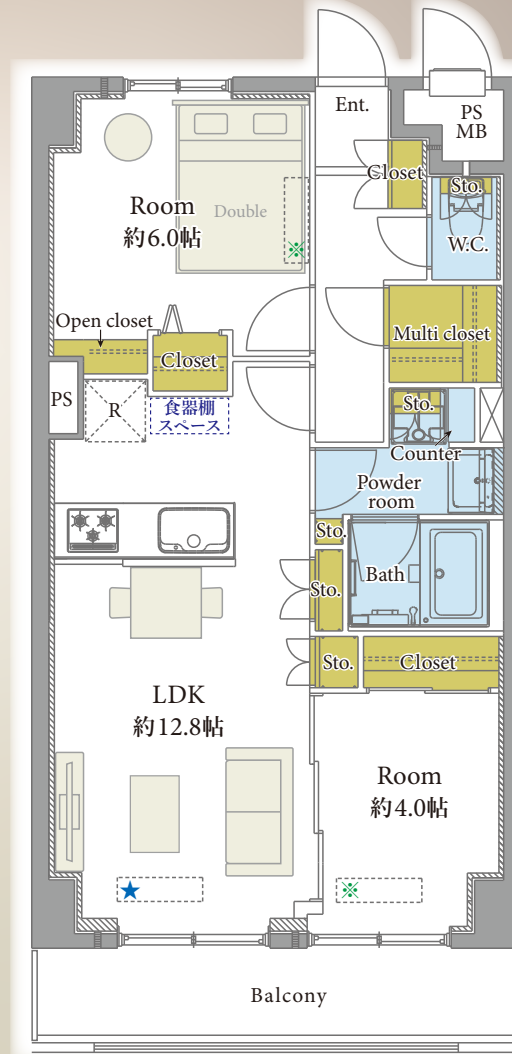 Ent.
PS
MB
Closet
Sto.
Room
約6.0帖
Double
※
W.C.
Open closet
Closet
Multi closet
PS
R
食器棚
スペース
Sto.
Counter
Powder
room
Sto.
Bath
Sto.
Sto.
Closet
LDK
約12.8帖
Room
約4.0帖
★
※
Balcony